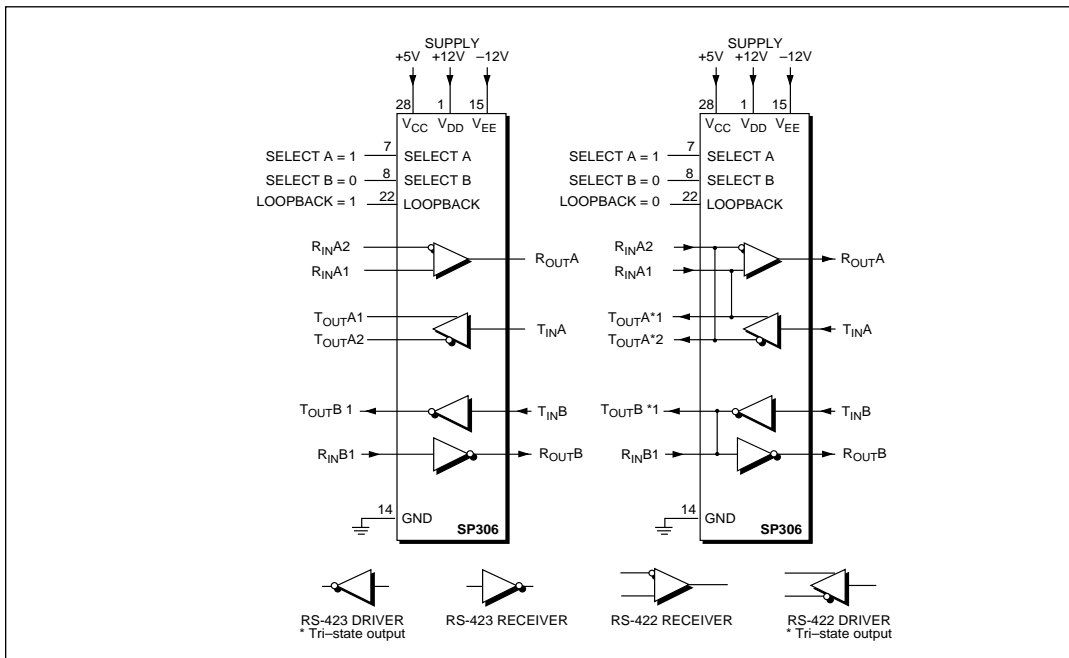 SUPPLY
+5V +12V –12V
28 1 15
VCC VDD VEE
7
SELECT A = 1 SELECT A
8
SELECT B = 0 SELECT B
22
LOOPBACK = 1 LOOPBACK
RINA2
ROUTA
RINA1
TOUTA1
TINA
TOUTA2
TOUTB 1 TINB
RINB1 ROUTB
14
GND
SP306
SUPPLY
+5V +12V –12V
28 1 15
VCC VDD VEE
7
SELECT A = 1 SELECT A
8
SELECT B = 0 SELECT B
22
LOOPBACK = 0 LOOPBACK
RINA2
ROUTA
RINA1
TOUTA*1
TINA
TOUTA*2
TOUTB *1 TINB
RINB1 ROUTB
14
GND
SP306
RS-423 DRIVER
* Tri–state output
RS-423 RECEIVER
RS-422 RECEIVER
RS-422 DRIVER
* Tri–state output